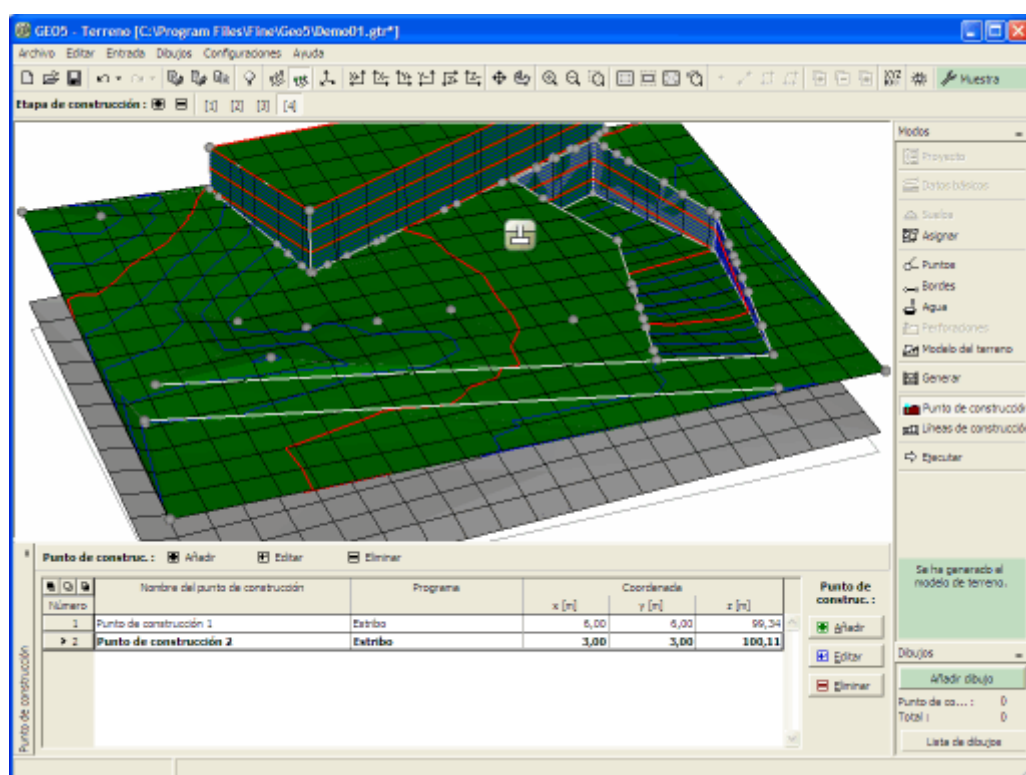 GEO5 - Terreno [C:\Program Files\Fine\Geo5\Demo01.gtr*]
Archivo Editar Entrada Dibujos Configuraciones Ayuda
Muestra
Etapa de construcción : [1] [2] [3] [4]
Modos
Proyecto
Datos básicos
Suelos
Asignar
Puntos
Bordes
Agua
Perforaciones
Modelo del terreno
Generar
Punto de construcció
Líneas de construcció
Ejecutar
Se ha generado el
modelo de terreno.
Punto de construc. : Añadir Editar Eliminar
Nombre del punto de construcción Programa Coordenada
Número x [m] y [m] z [m]
1 Punto de construcción 1 Estribo 6,00 6,00 99,34
2 Punto de construcción 2 Estribo 3,00 3,00 100,11
Punto de
construc. :
Añadir
Editar
Eliminar
Punto de construcción
Dibujos
Añadir dibujo
Punto de co... : 0
Total : 0
Lista de dibujos